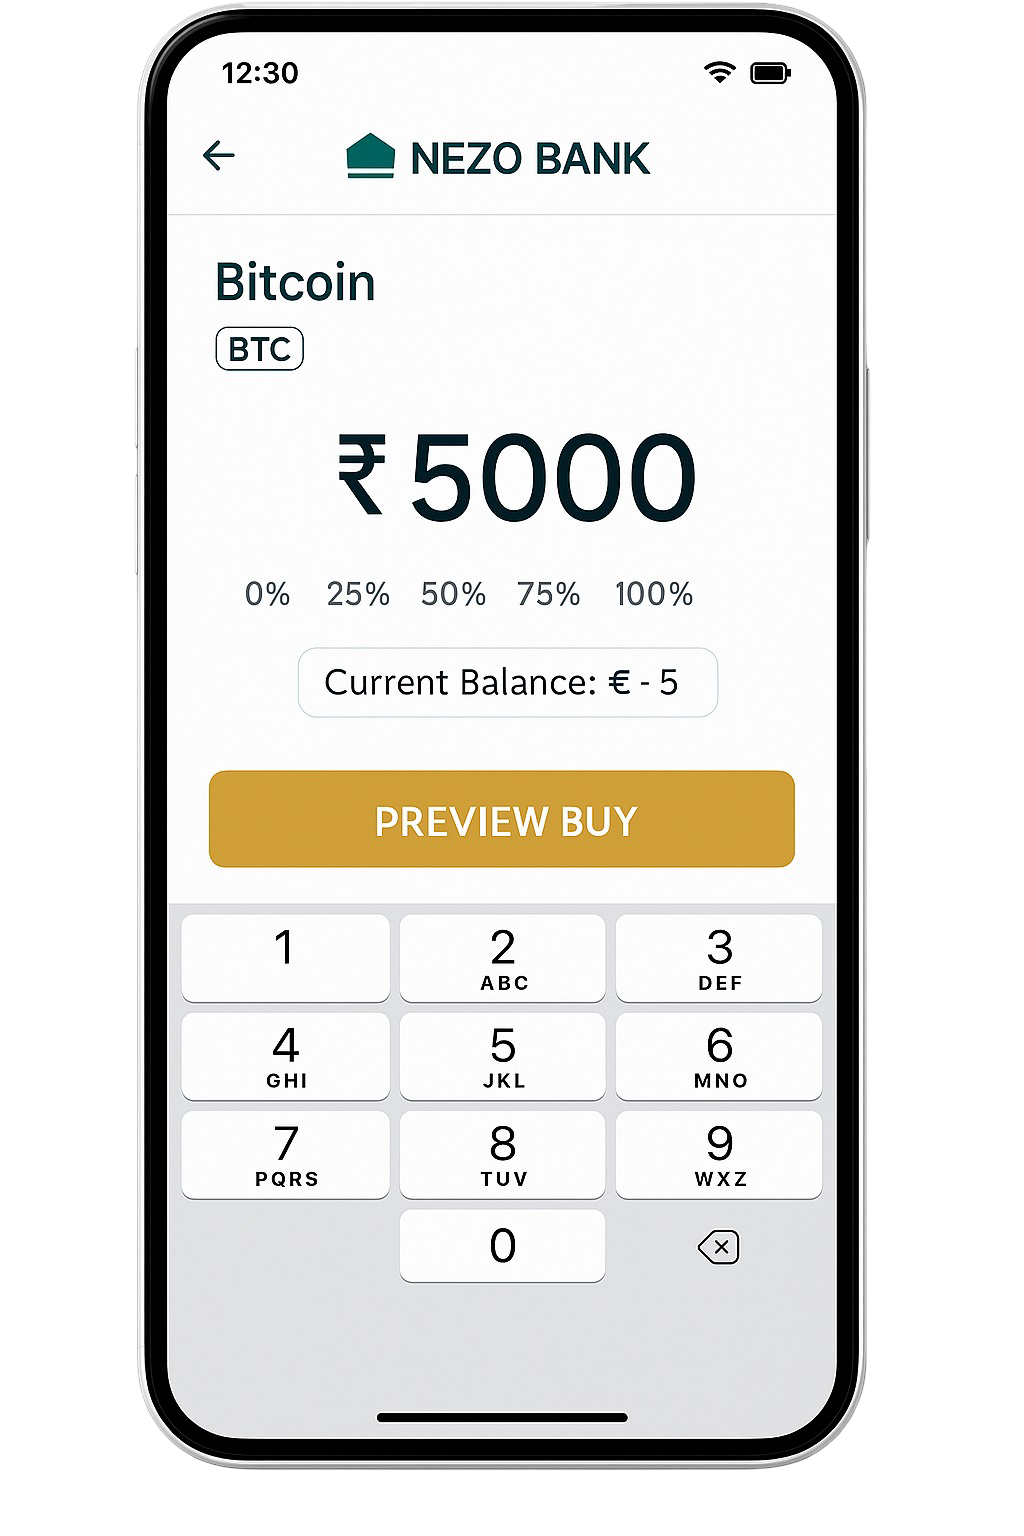 12:30
NEZO BANK
Bitcoin
BTC
₹5000
0% 25% 50% 75% 100%
Current Balance: € - 5
PREVIEW BUY
1 2 3
ABC DEF
4 5 6
GHI JKL MNO
7 8 9
PQRS TUV WXZ
0